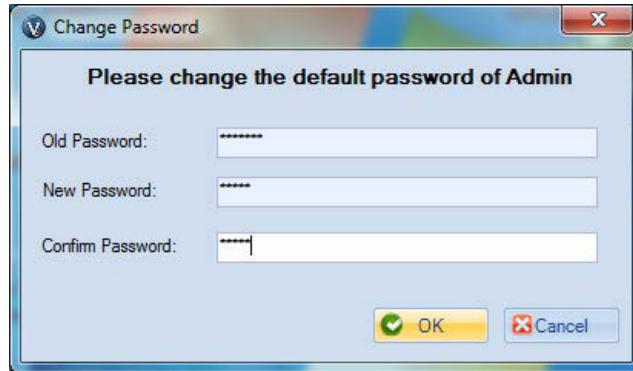 Change Password
Please change the default password of Admin
Old Password: *******
New Password: *****
Confirm Password: *****
OK Cancel